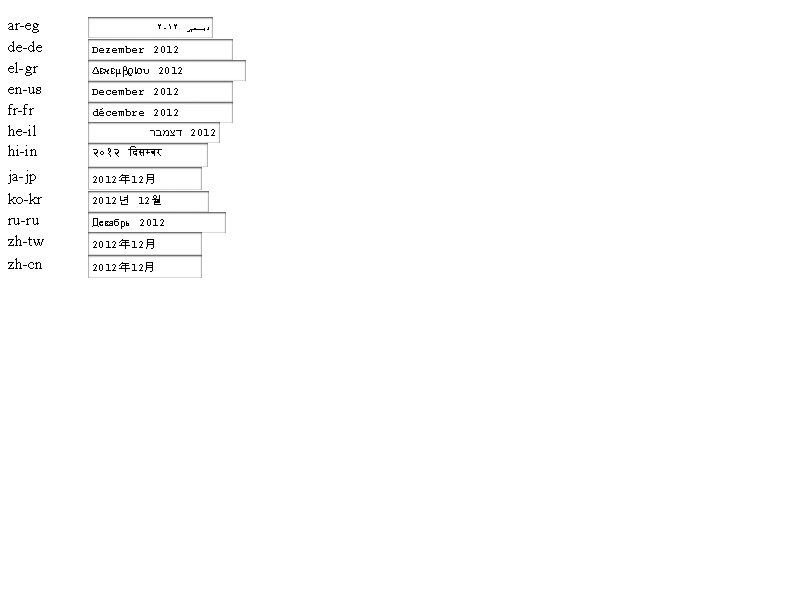 ar-eg ديسمبر ٢٠١٢
de-de Dezember 2012
el-gr Δεκεμβρίου 2012
en-us December 2012
fr-fr décembre 2012
he-il דצמבר 2012
hi-in २०१२ दिसम्बर
ja-jp 2012年12月
ko-kr 2012년 12월
ru-ru Декабрь 2012
zh-tw 2012年12月
zh-cn 2012年12月